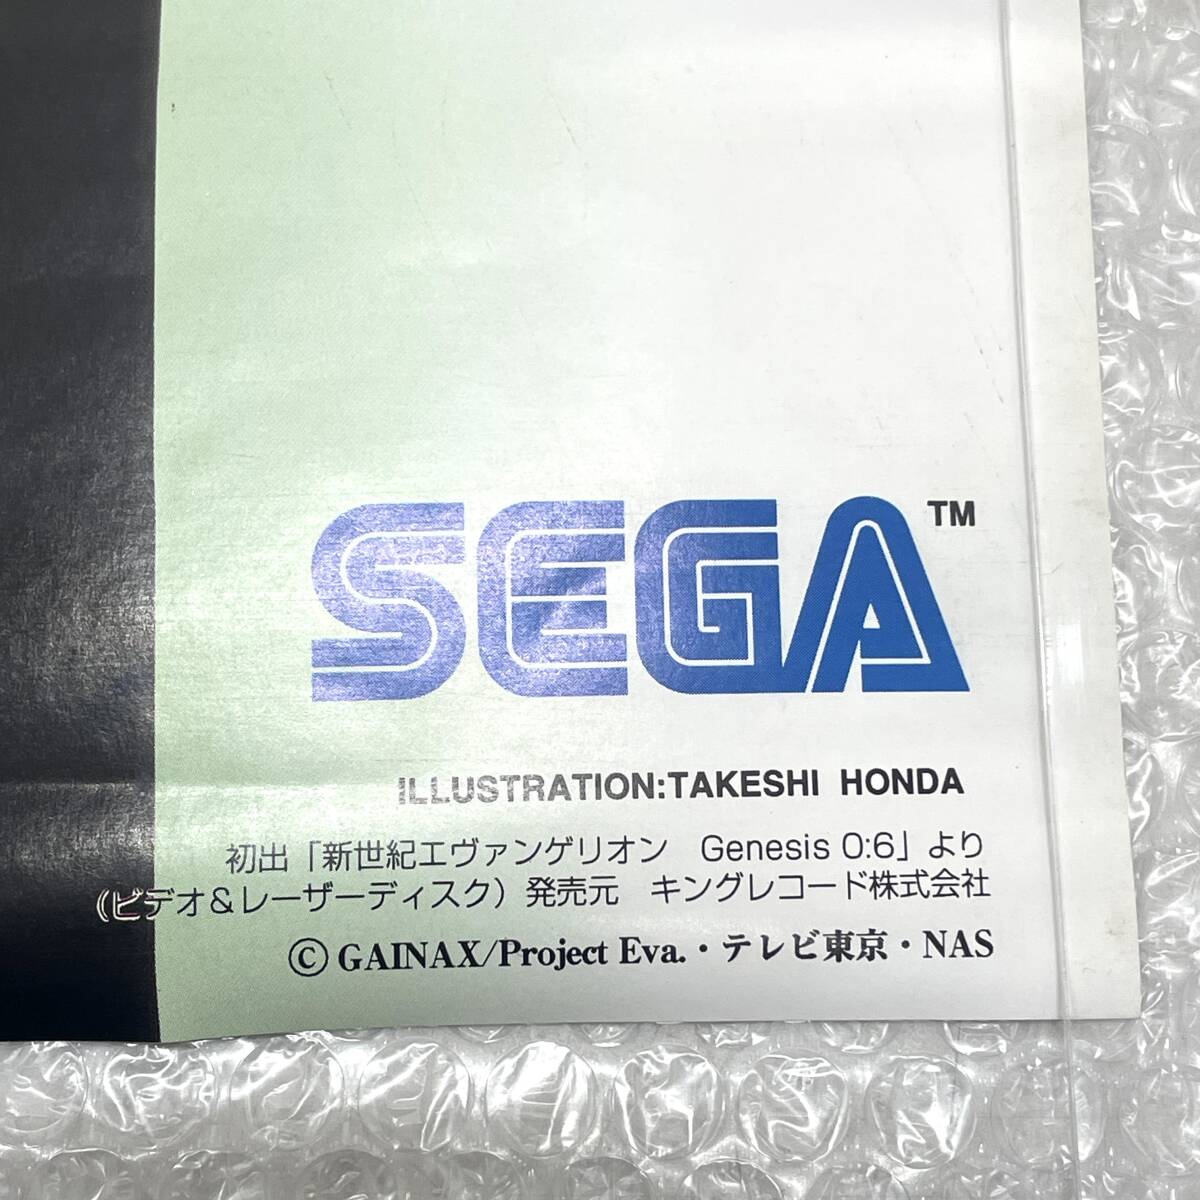 SEGA™
ILLUSTRATION:TAKESHI HONDA
初出「新世紀エヴァンゲリオン　Genesis 0:6」より
（ビデオ＆レーザーディスク）発売元　キングレコード株式会社
©GAINAX/Project Eva.・テレビ東京・NAS